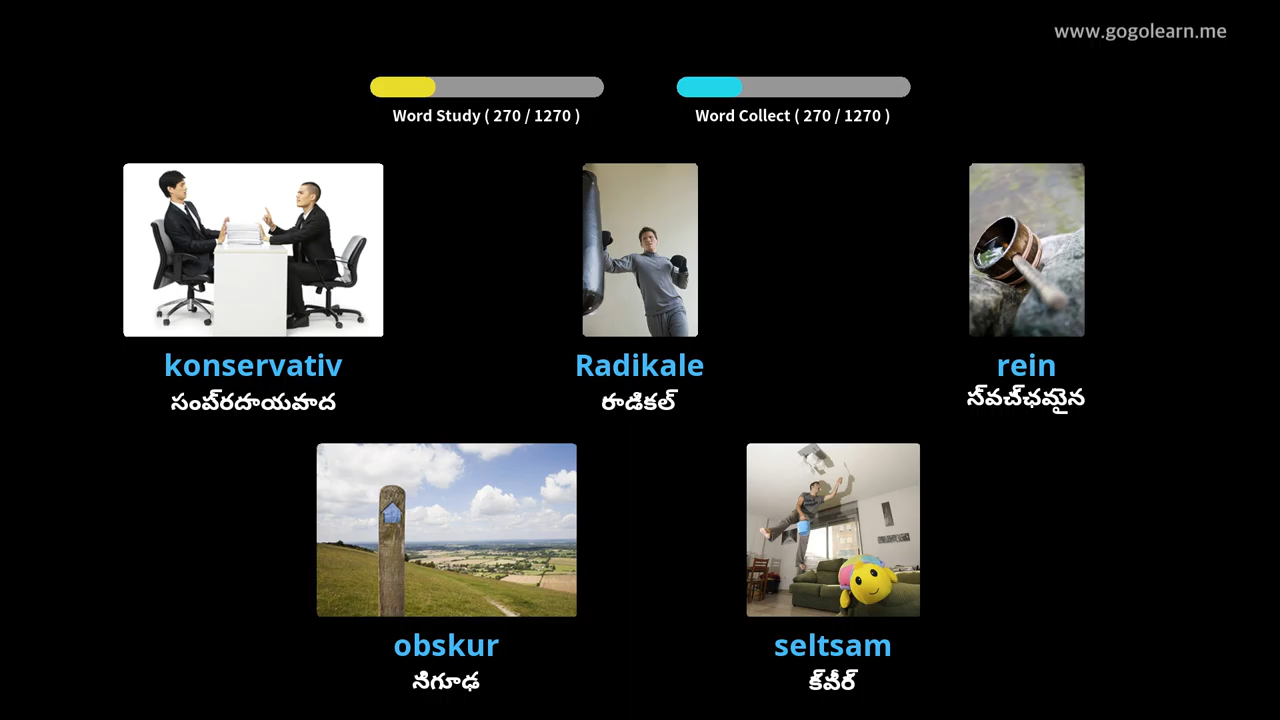 www.gogolearn.me
Word Study ( 270 / 1270 )
Word Collect ( 270 / 1270 )
konservativ
సంప్రదాయవాద
Radikale
రాడికల్
rein
స్వచ్ఛమైన
obskur
నిగూఢ
seltsam
క్వీర్